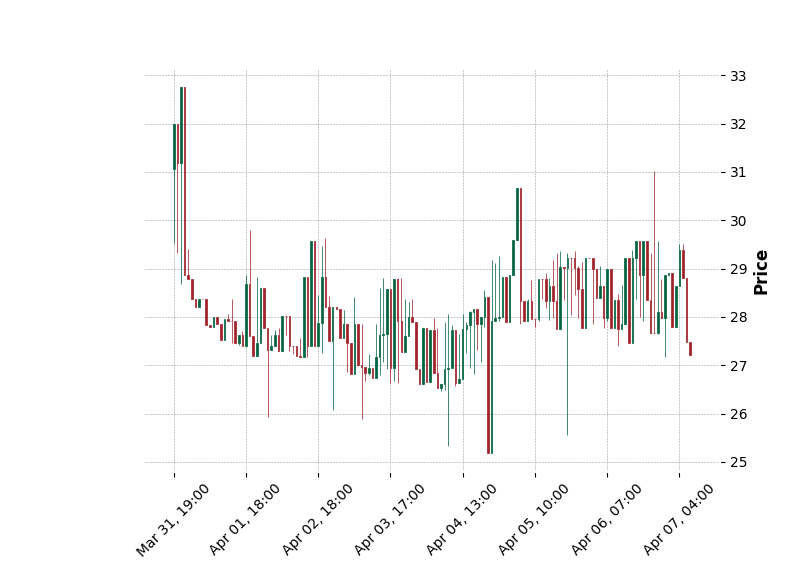 33
32
31
30
29
28
27
26
25
Price
Mar 31, 19:00
Apr 01, 18:00
Apr 02, 18:00
Apr 03, 17:00
Apr 04, 13:00
Apr 05, 10:00
Apr 06, 07:00
Apr 07, 04:00